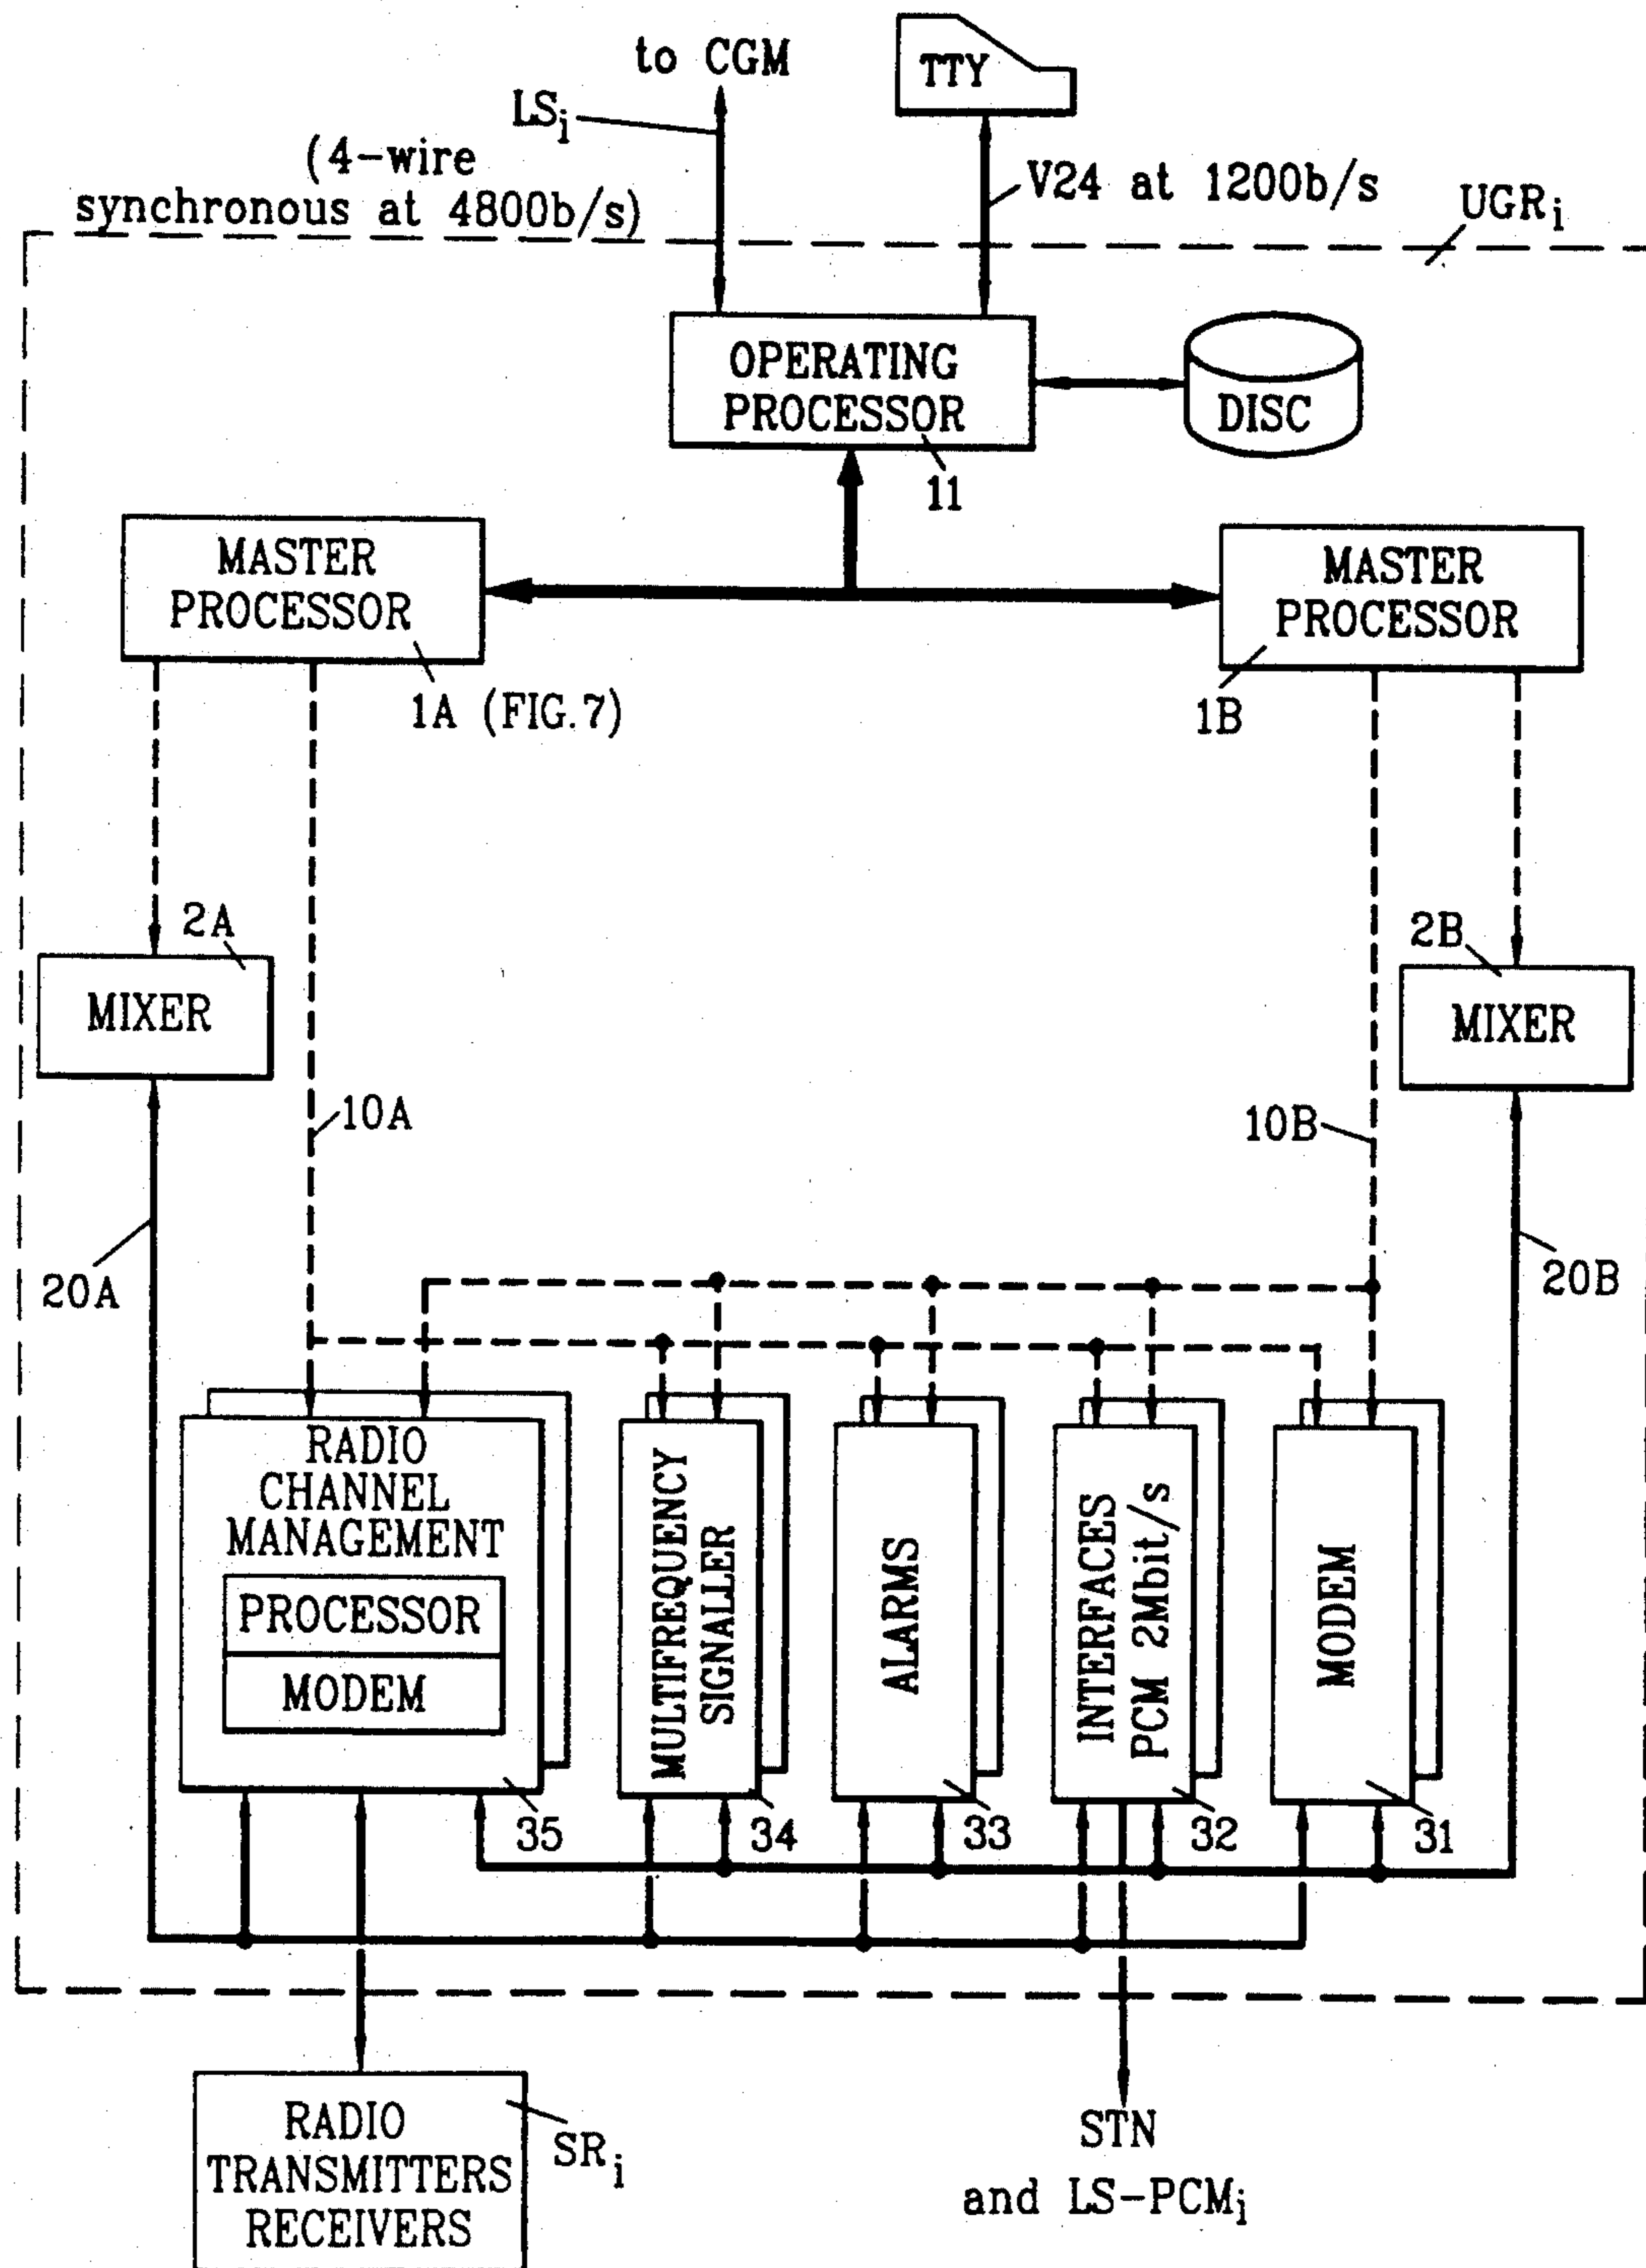 to CGM
TTY
LSi
(4-wire
synchronous at 4800b/s)
V24 at 1200b/s
UGRi
OPERATING
PROCESSOR
DISC
11
MASTER
PROCESSOR
MASTER
PROCESSOR
1A (FIG.7)
1B
2A
2B
MIXER
MIXER
10A
10B
20A
20B
RADIO
CHANNEL
MANAGEMENT
PROCESSOR
MODEM
MULTIFREQUENCY
SIGNALLER
ALARMS
INTERFACES
PCM 2Mbit/s
MODEM
35
34
33
32
31
RADIO
TRANSMITTERS
RECEIVERS
SRi
STN
and LS-PCMi